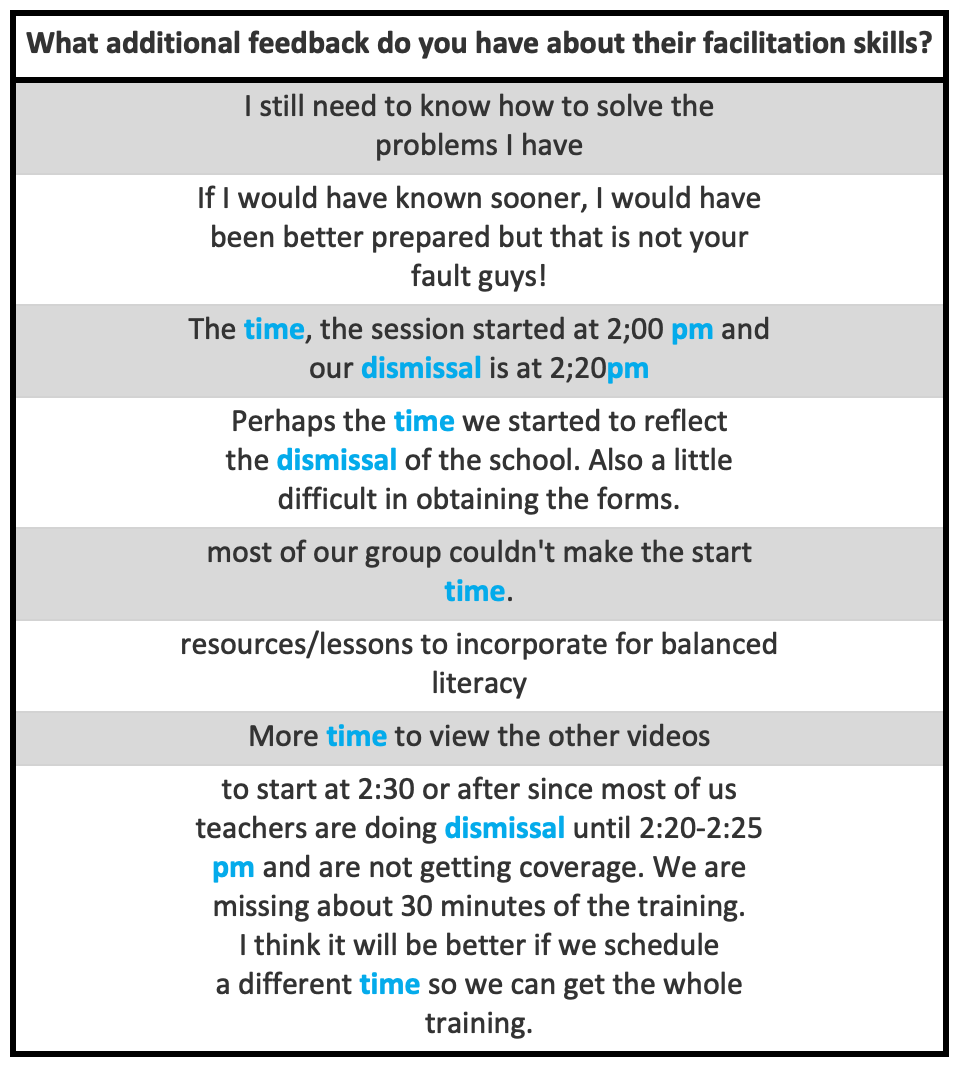 What additional feedback do you have about their facilitation skills?
I still need to know how to solve the
problems I have
If I would have known sooner, I would have
been better prepared but that is not your
fault guys!
The time, the session started at 2;00 pm and
our dismissal is at 2;20pm
Perhaps the time we started to reflect
the dismissal of the school. Also a little
difficult in obtaining the forms.
most of our group couldn't make the start
time.
resources/lessons to incorporate for balanced
literacy
More time to view the other videos
to start at 2:30 or after since most of us
teachers are doing dismissal until 2:20-2:25
pm and are not getting coverage. We are
missing about 30 minutes of the training.
I think it will be better if we schedule
a different time so we can get the whole
training.